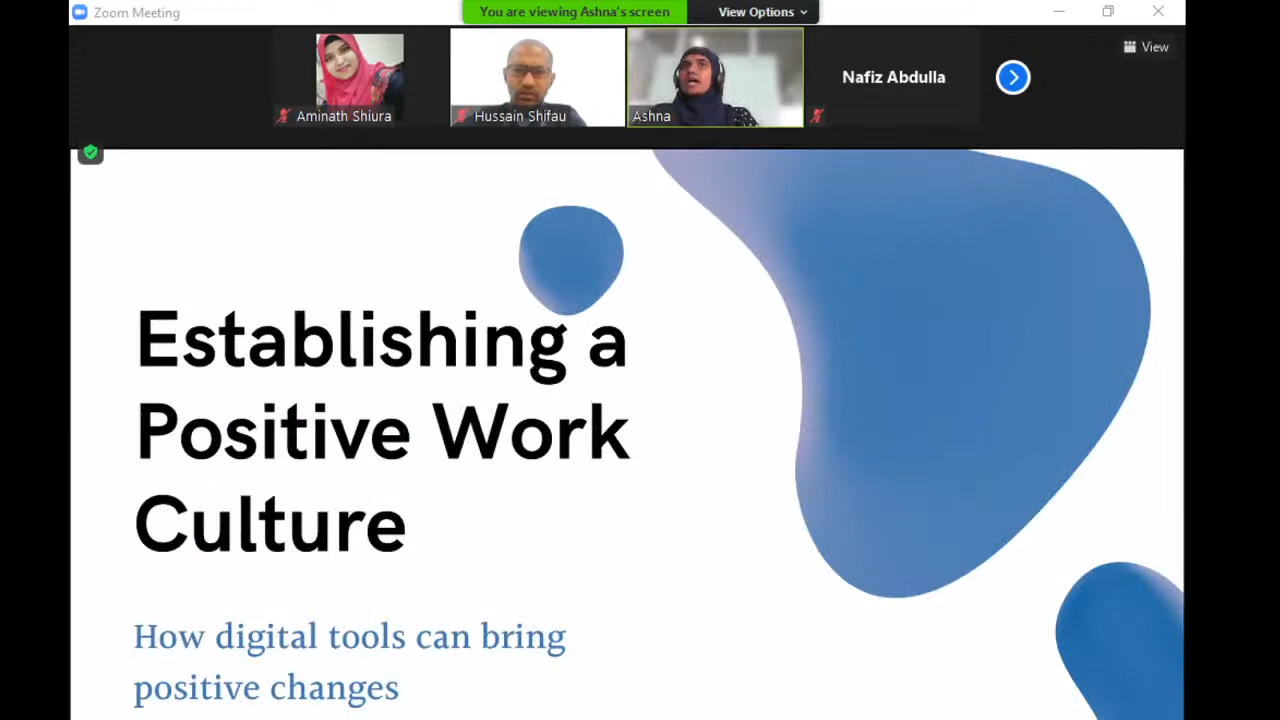 Zoom Meeting
You are viewing Ashna's screen
View Options
View
Aminath Shiura
Hussain Shifau
Ashna
Nafiz Abdulla
Establishing a
Positive Work
Culture
How digital tools can bring
positive changes